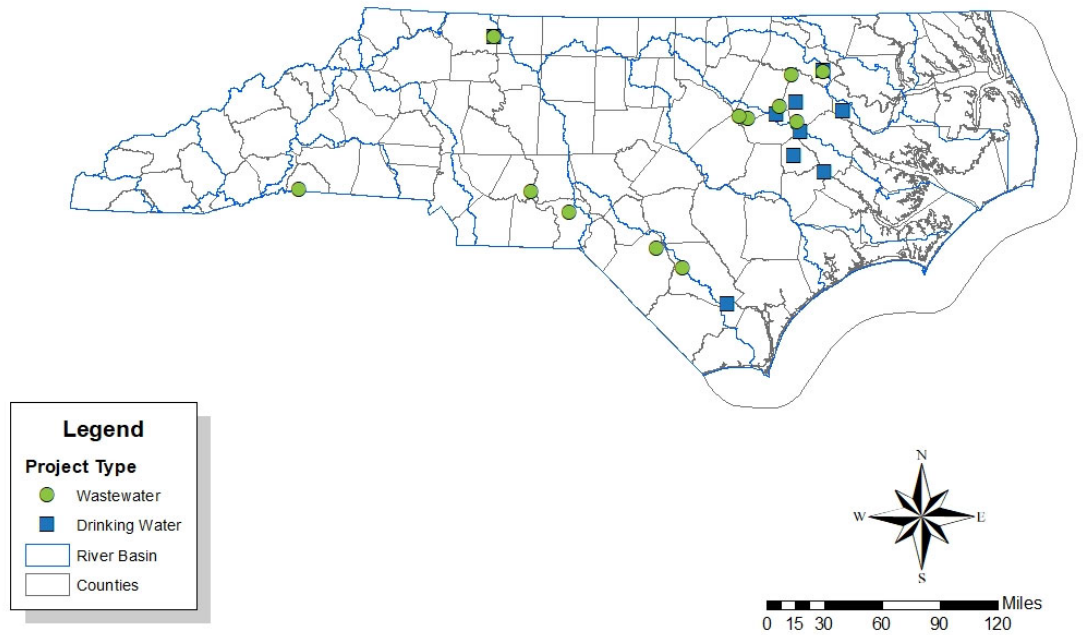 Legend
Project Type
Wastewater
Drinking Water
River Basin
Counties
N
W E
S
Miles
0 15 30 60 90 120